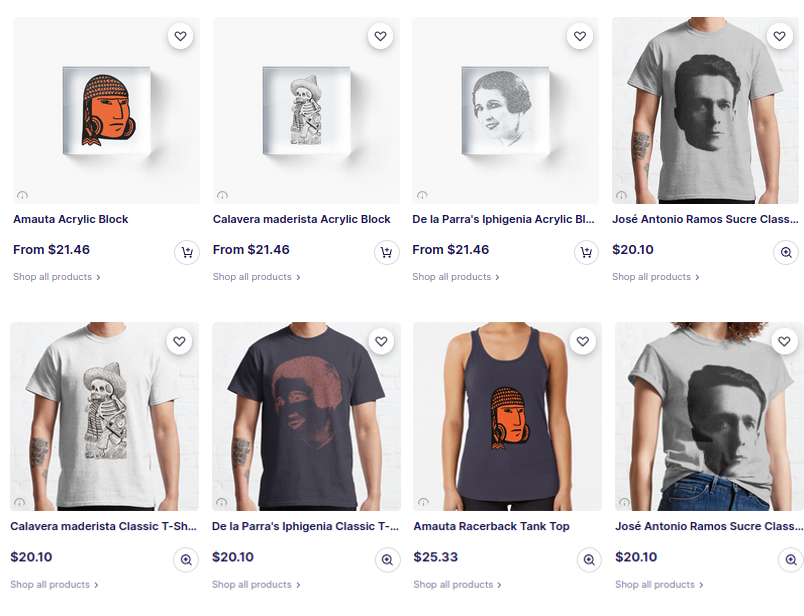 Amauta Acrylic Block
Calavera maderista Acrylic Block
De la Parra's Iphigenia Acrylic Bl...
José Antonio Ramos Sucre Class...
From $21.46
From $21.46
From $21.46
$20.10
Shop all products >
Shop all products >
Shop all products >
Shop all products >
Calavera maderista Classic T-Sh...
De la Parra's Iphigenia Classic T-...
Amauta Racerback Tank Top
José Antonio Ramos Sucre Class...
$20.10
$20.10
$25.33
$20.10
Shop all products >
Shop all products >
Shop all products >
Shop all products >